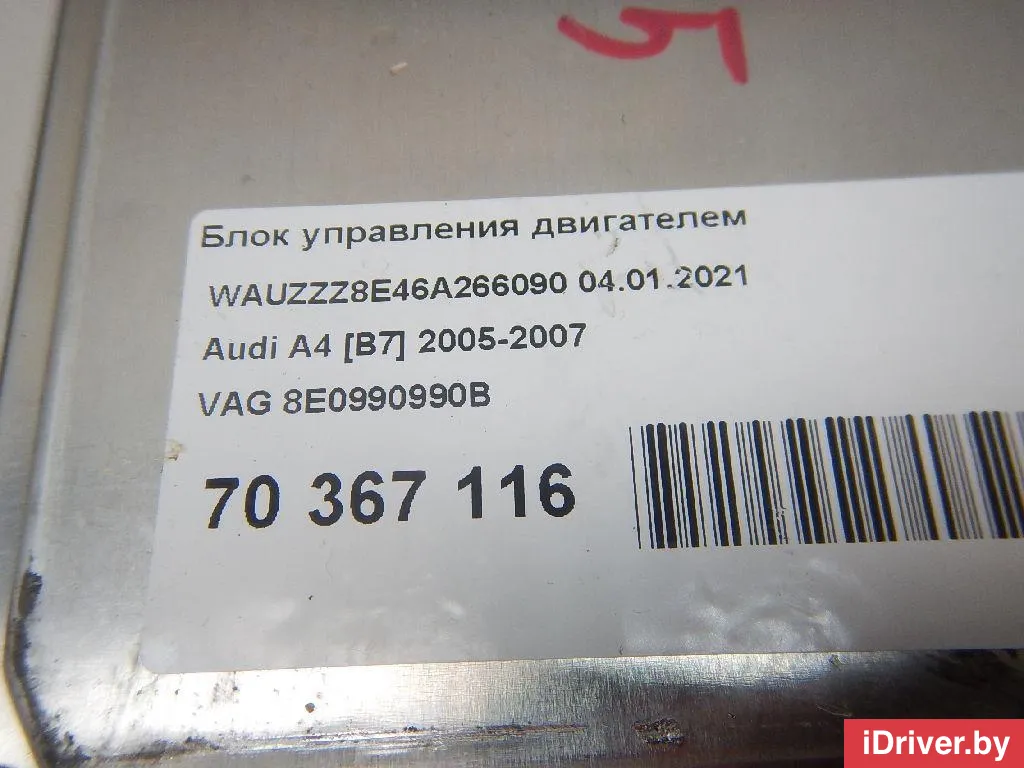 Блок управления двигателем
WAUZZZ8E46A266090 04.01.2021
Audi A4 [B7] 2005-2007
VAG 8E0990990B
70 367 116
iDriver.by